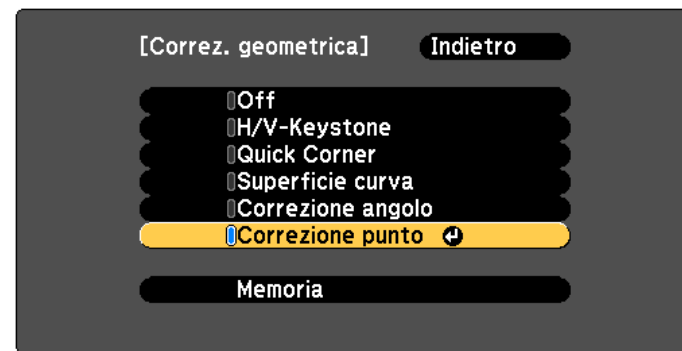 [Correz. geometrica] Indietro
Off
H/V-Keystone
Quick Corner
Superficie curva
Correzione angolo
Correzione punto
Memoria